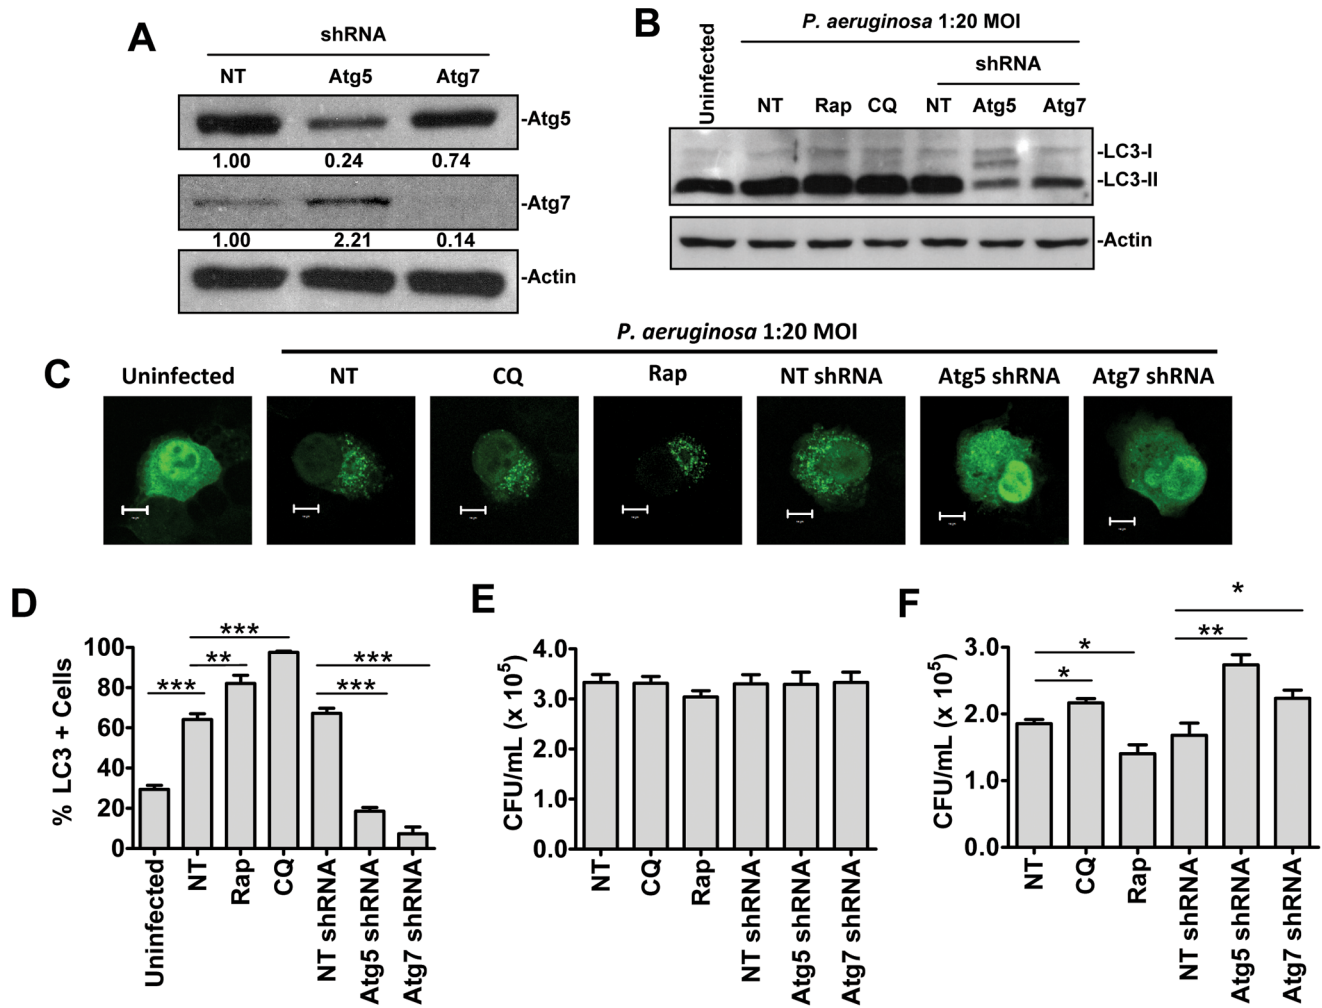 A
shRNA
NT Atg5 Atg7
-Atg5
1.00 0.24 0.74
-Atg7
1.00 2.21 0.14
-Actin
B
Uninfected
P. aeruginosa 1:20 MOI
shRNA
NT Rap CQ NT Atg5 Atg7
-LC3-I
-LC3-II
-Actin
C
P. aeruginosa 1:20 MOI
Uninfected NT CQ Rap NT shRNA Atg5 shRNA Atg7 shRNA
D
% LC3 + Cells
100
80
60
40
20
0
*** ** *** *** ***
Uninfected
NT
Rap
CQ
NT shRNA
Atg5 shRNA
Atg7 shRNA
E
CFU/mL (x 10⁵)
4.0
3.0
2.0
1.0
0.0
NT
CQ
Rap
NT shRNA
Atg5 shRNA
Atg7 shRNA
F
CFU/mL (x 10⁵)
3.0
2.0
1.0
0.0
* * ** *
NT
CQ
Rap
NT shRNA
Atg5 shRNA
Atg7 shRNA